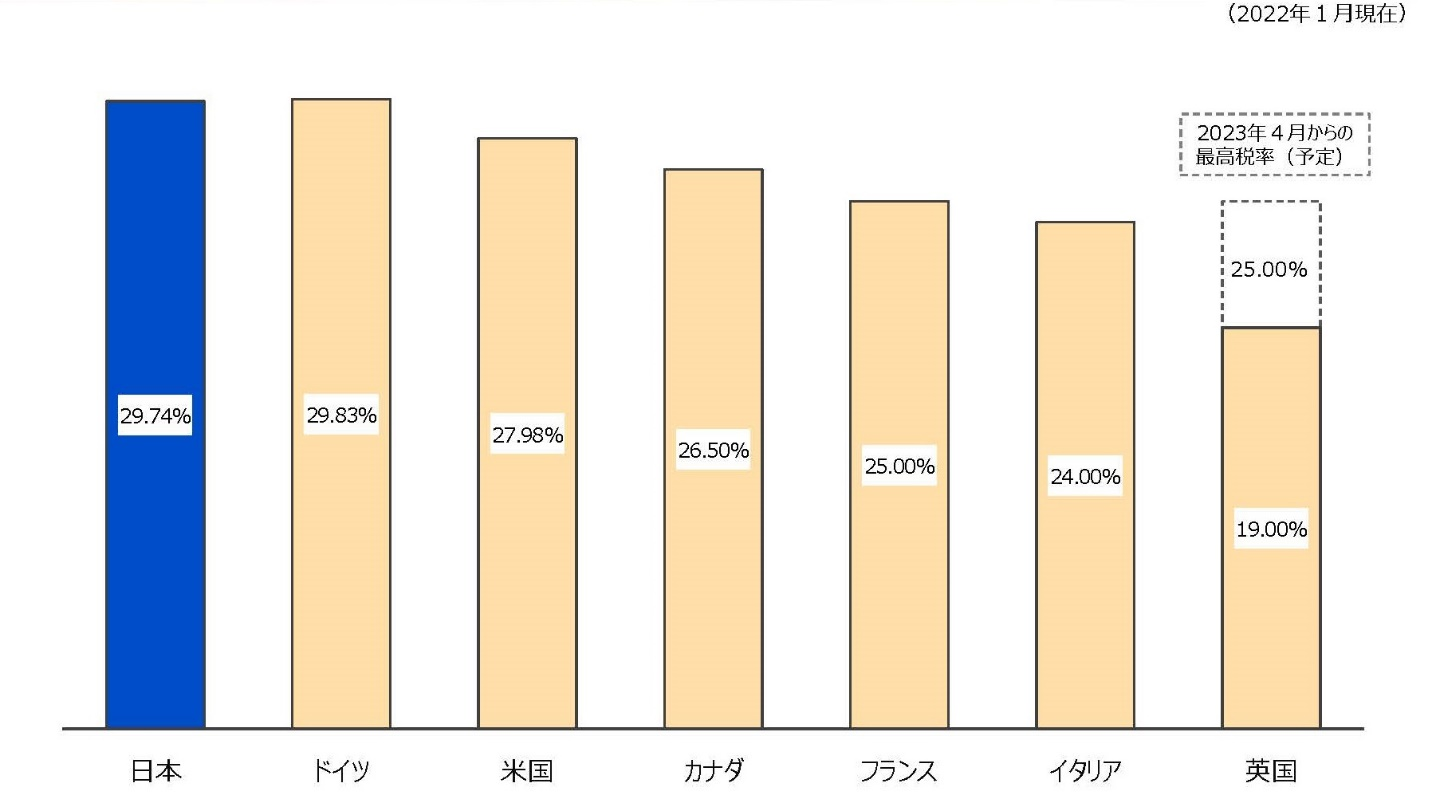 （2022年１月現在）
2023年４月からの
最高税率（予定）
25.00%
29.74%
29.83%
27.98%
26.50%
25.00%
24.00%
19.00%
日本
ドイツ
米国
カナダ
フランス
イタリア
英国